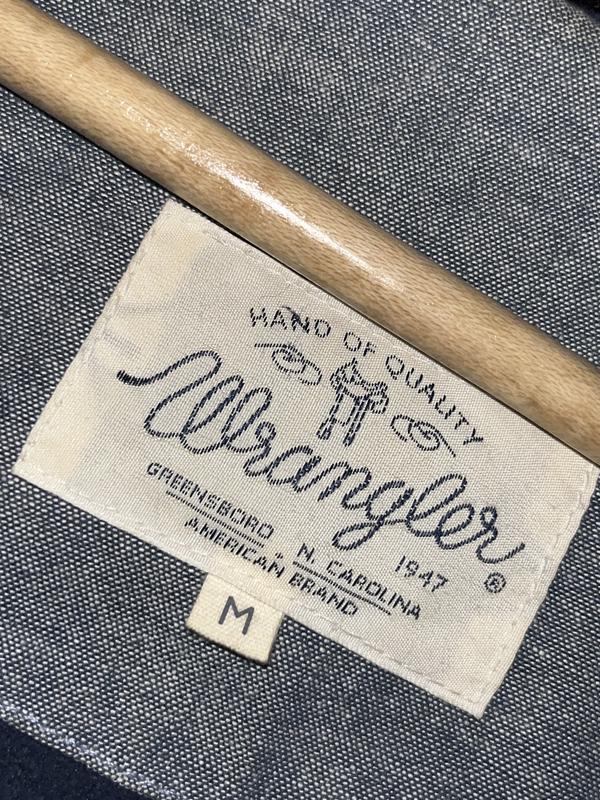 HAND OF QUALITY
Wrangler®
1947
GREENSBORO N. CAROLINA
AMERICAN BRAND
M